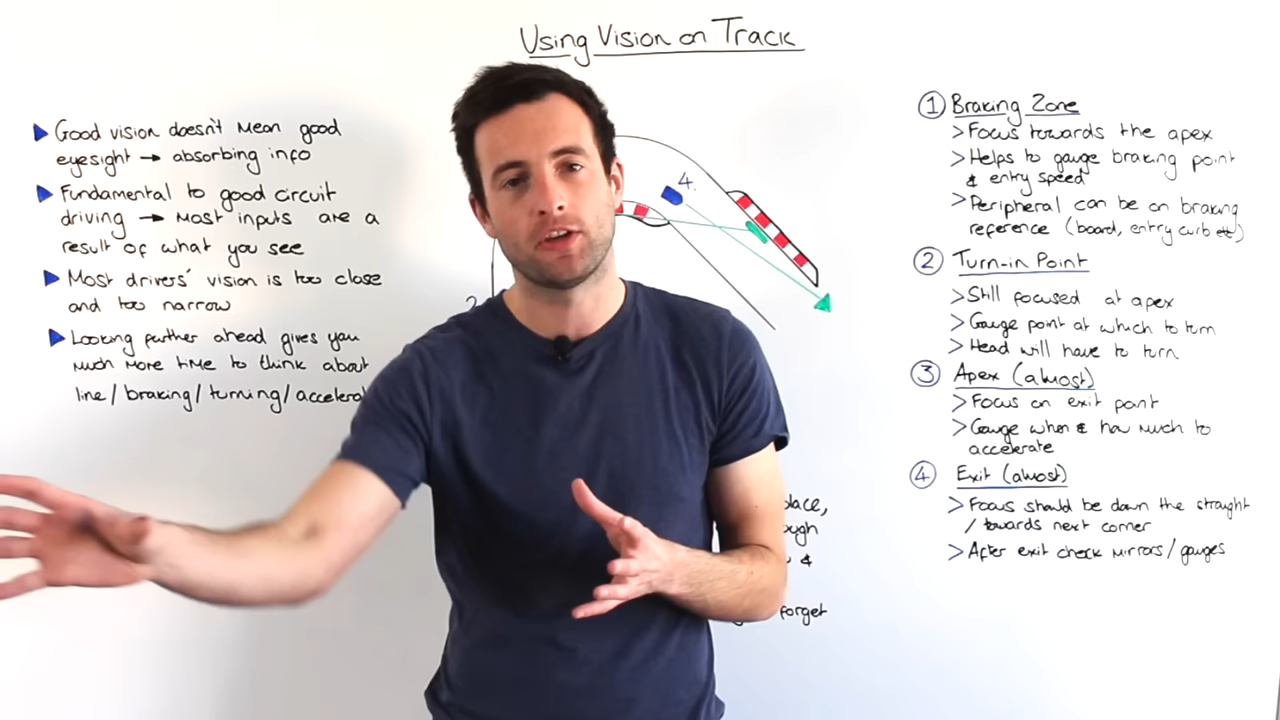 Using Vision on Track
Good vision doesn't mean good
eyesight → absorbing info
Fundamental to good circuit
driving → Most inputs are a
result of what you see
Most drivers' vision is too close
and too narrow
Looking further ahead gives you
much more time to think about
line/braking/turning/accelera
2
4.
place,
&
forget
① Braking Zone
> Focus towards the apex
> Helps to gauge braking point
& entry speed
> Peripheral can be on braking
reference (board, entry curb etc)
② Turn-in Point
> Still focused at apex
> Gauge point at which to turn
> Head will have to turn
③ Apex (almost)
> Focus on exit point
> Gauge when & how much to
accelerate
④ Exit (almost)
> Focus should be down the straight
/ towards next corner
> After exit check mirrors/gauges